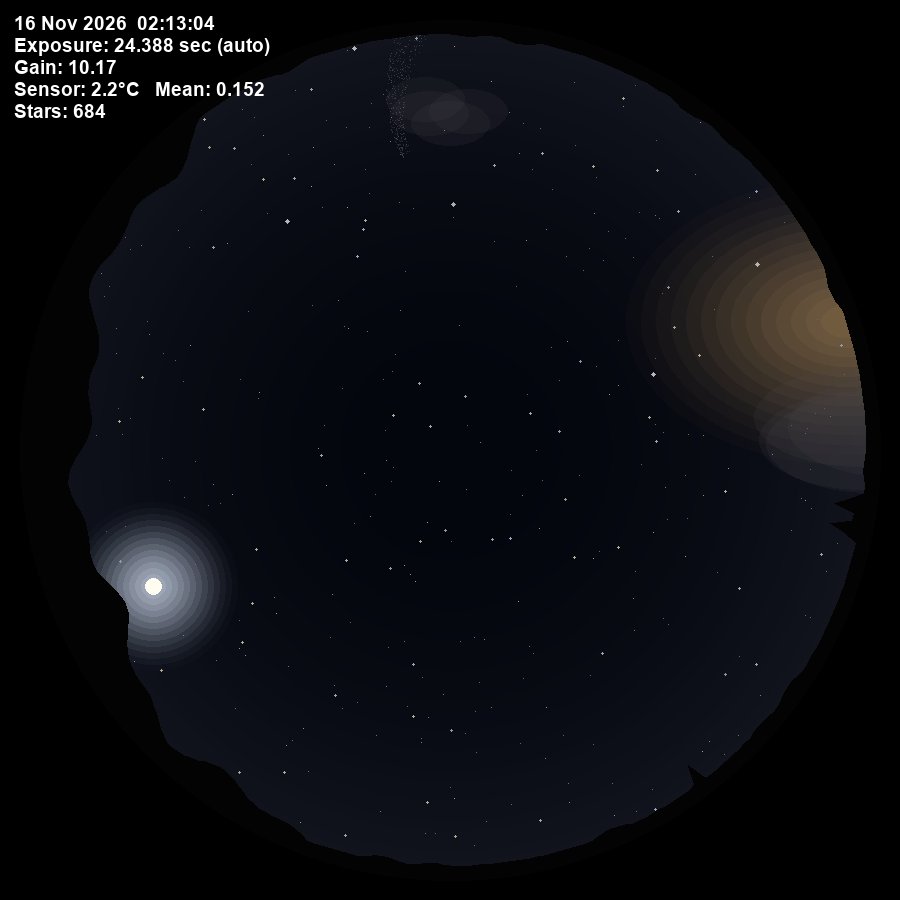 16 Nov 2026  02:13:04
Exposure: 24.388 sec (auto)
Gain: 10.17
Sensor: 2.2°C   Mean: 0.152
Stars: 684